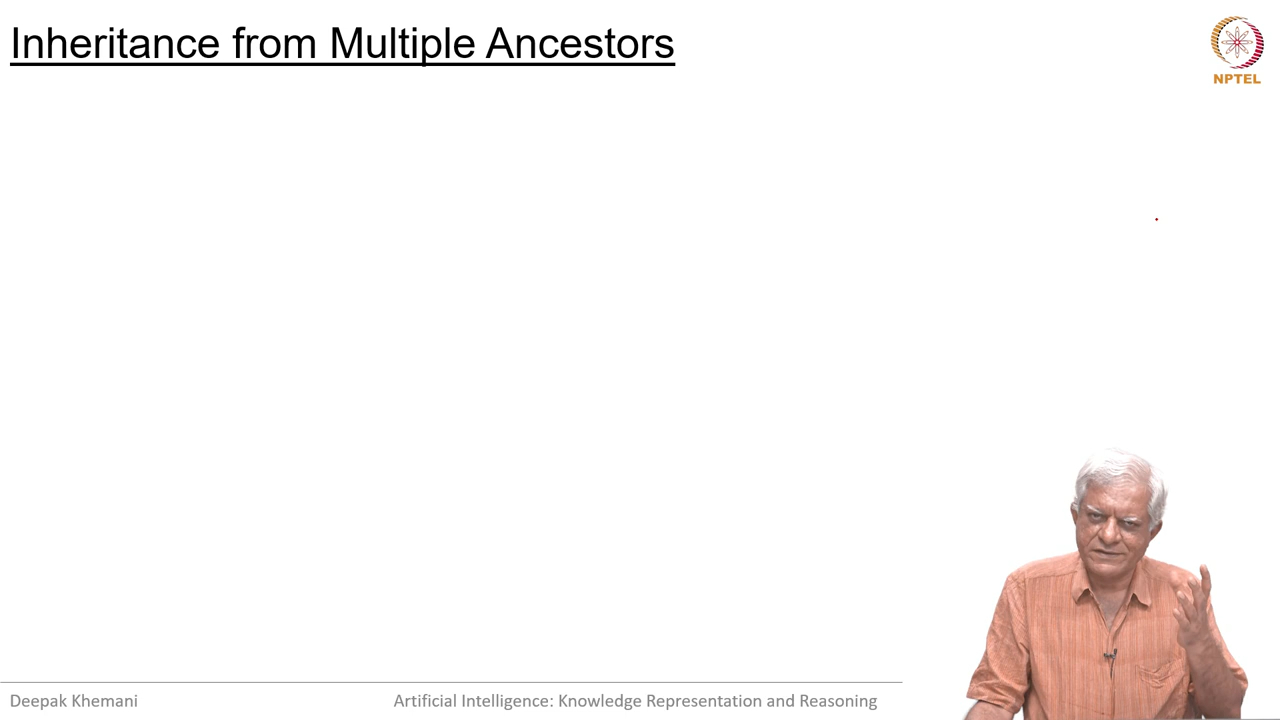 Inheritance from Multiple Ancestors
NPTEL
Deepak Khemani
Artificial Intelligence: Knowledge Representation and Reasoning